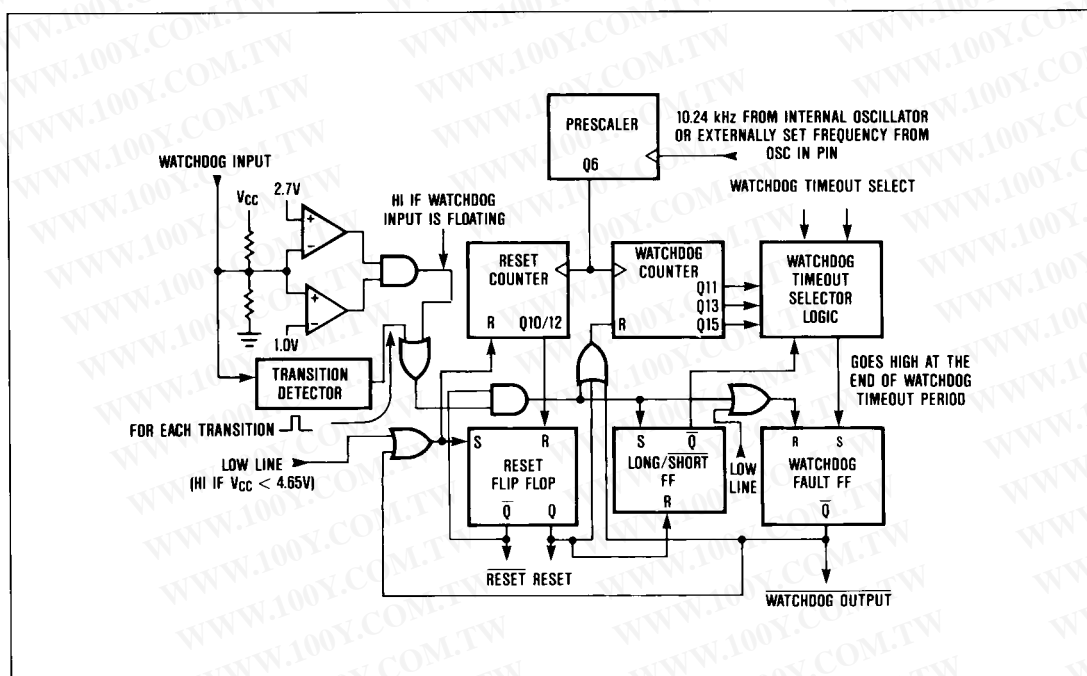 WWW.100Y.COM.TW
PRESCALER
Q6
10.24 kHz FROM INTERNAL OSCILLATOR
OR EXTERNALLY SET FREQUENCY FROM
OSC IN PIN
WATCHDOG INPUT
VCC
2.7V
+
−
+
−
1.0V
HI IF WATCHDOG
INPUT IS FLOATING
WATCHDOG TIMEOUT SELECT
RESET
COUNTER
R Q10/12
WATCHDOG
COUNTER
Q11
Q13
Q15
R
WATCHDOG
TIMEOUT
SELECTOR
LOGIC
TRANSITION
DETECTOR
FOR EACH TRANSITION
GOES HIGH AT THE
END OF WATCHDOG
TIMEOUT PERIOD
LOW LINE
(HI IF VCC < 4.65V)
S R
RESET
FLIP FLOP
Q̅ Q
S Q̅
LONG/S̅H̅O̅R̅T̅
FF
R
LOW
LINE
R S
WATCHDOG
FAULT FF
Q̅
R̅E̅S̅E̅T̅ RESET
W̅A̅T̅C̅H̅D̅O̅G̅ O̅U̅T̅P̅U̅T̅